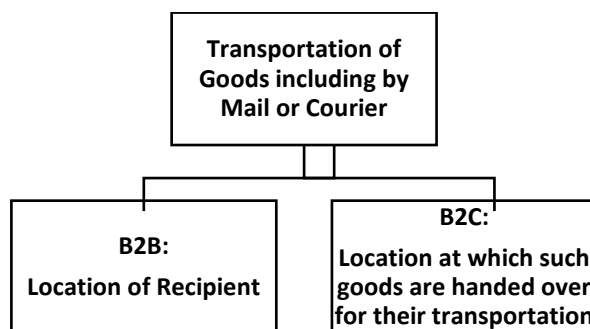 Transportation of
Goods including by
Mail or Courier
B2B:
Location of Recipient
B2C:
Location at which such
goods are handed over
for their transportation